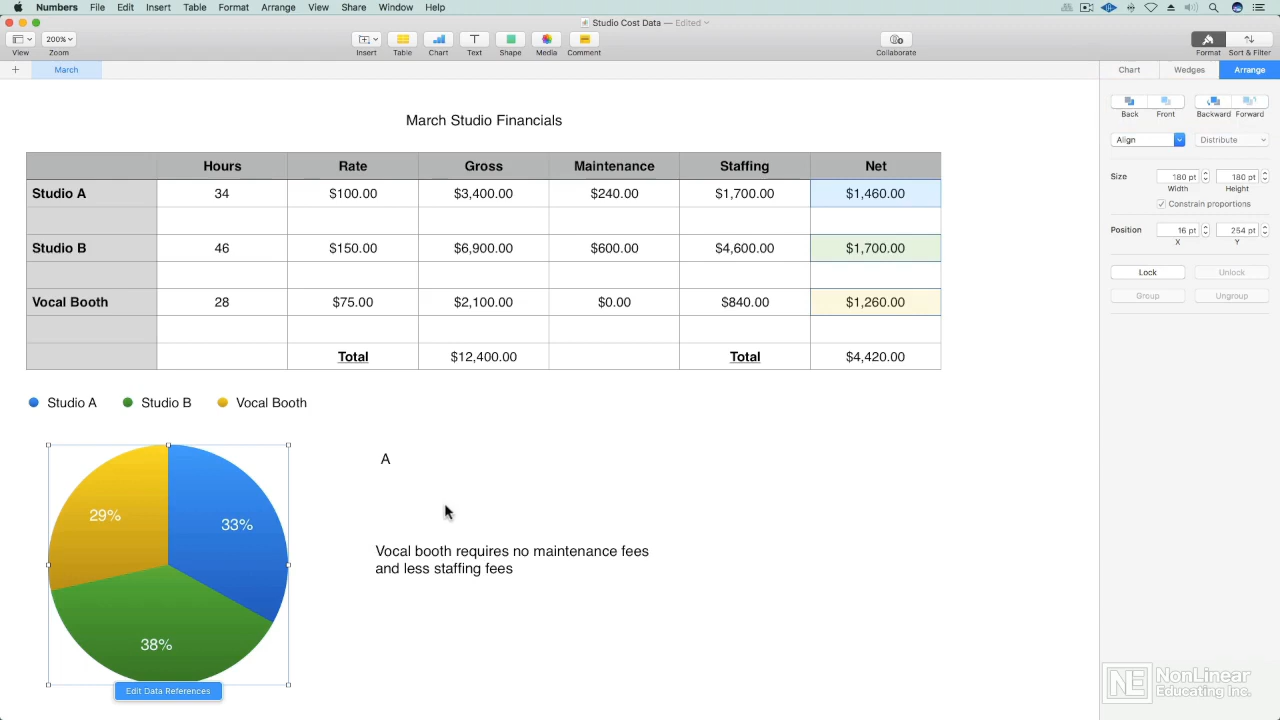 Numbers File Edit Insert Table Format Arrange View Share Window Help
Studio Cost Data — Edited
200%
View Zoom Insert Table Chart Text Shape Media Comment Collaborate Format Sort & Filter
March
Chart Wedges Arrange
March Studio Financials
Back Front Backward Forward
Align Distribute
Size 180 pt 180 pt
Width Height
Constrain proportions
Position 16 pt 254 pt
X Y
Lock Unlock
Group Ungroup
Hours Rate Gross Maintenance Staffing Net
Studio A 34 $100.00 $3,400.00 $240.00 $1,700.00 $1,460.00
Studio B 46 $150.00 $6,900.00 $600.00 $4,600.00 $1,700.00
Vocal Booth 28 $75.00 $2,100.00 $0.00 $840.00 $1,260.00
Total $12,400.00 Total $4,420.00
Studio A Studio B Vocal Booth
A
29% 33%
Vocal booth requires no maintenance fees
and less staffing fees
38%
Edit Data References
NE NonLinear
Educating Inc.